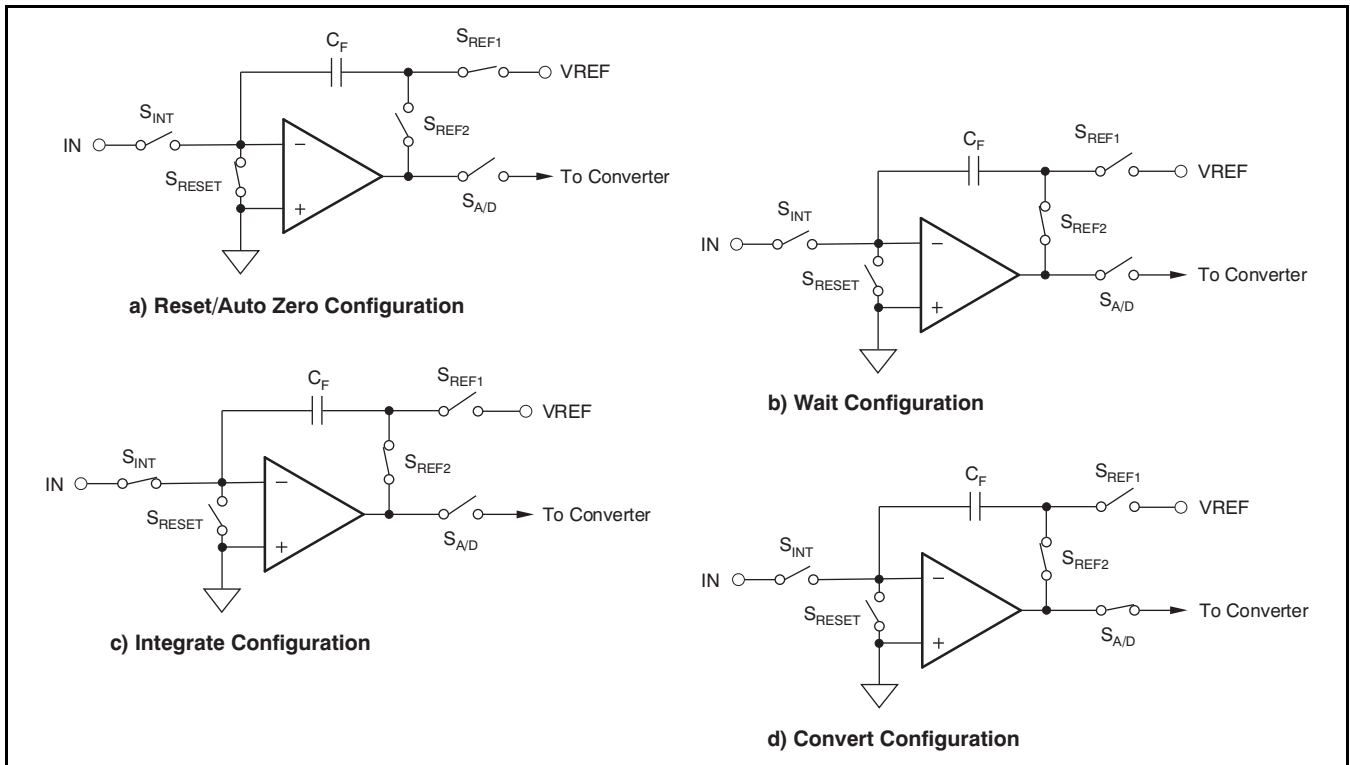 C_F
S_REF1
VREF
S_INT
IN
S_REF2
S_RESET
−
+
To Converter
S_A/D
a) Reset/Auto Zero Configuration
C_F
S_REF1
VREF
S_INT
IN
S_REF2
S_RESET
−
+
To Converter
S_A/D
b) Wait Configuration
C_F
S_REF1
VREF
S_INT
IN
S_REF2
S_RESET
−
+
To Converter
S_A/D
c) Integrate Configuration
C_F
S_REF1
VREF
S_INT
IN
S_REF2
S_RESET
−
+
To Converter
S_A/D
d) Convert Configuration